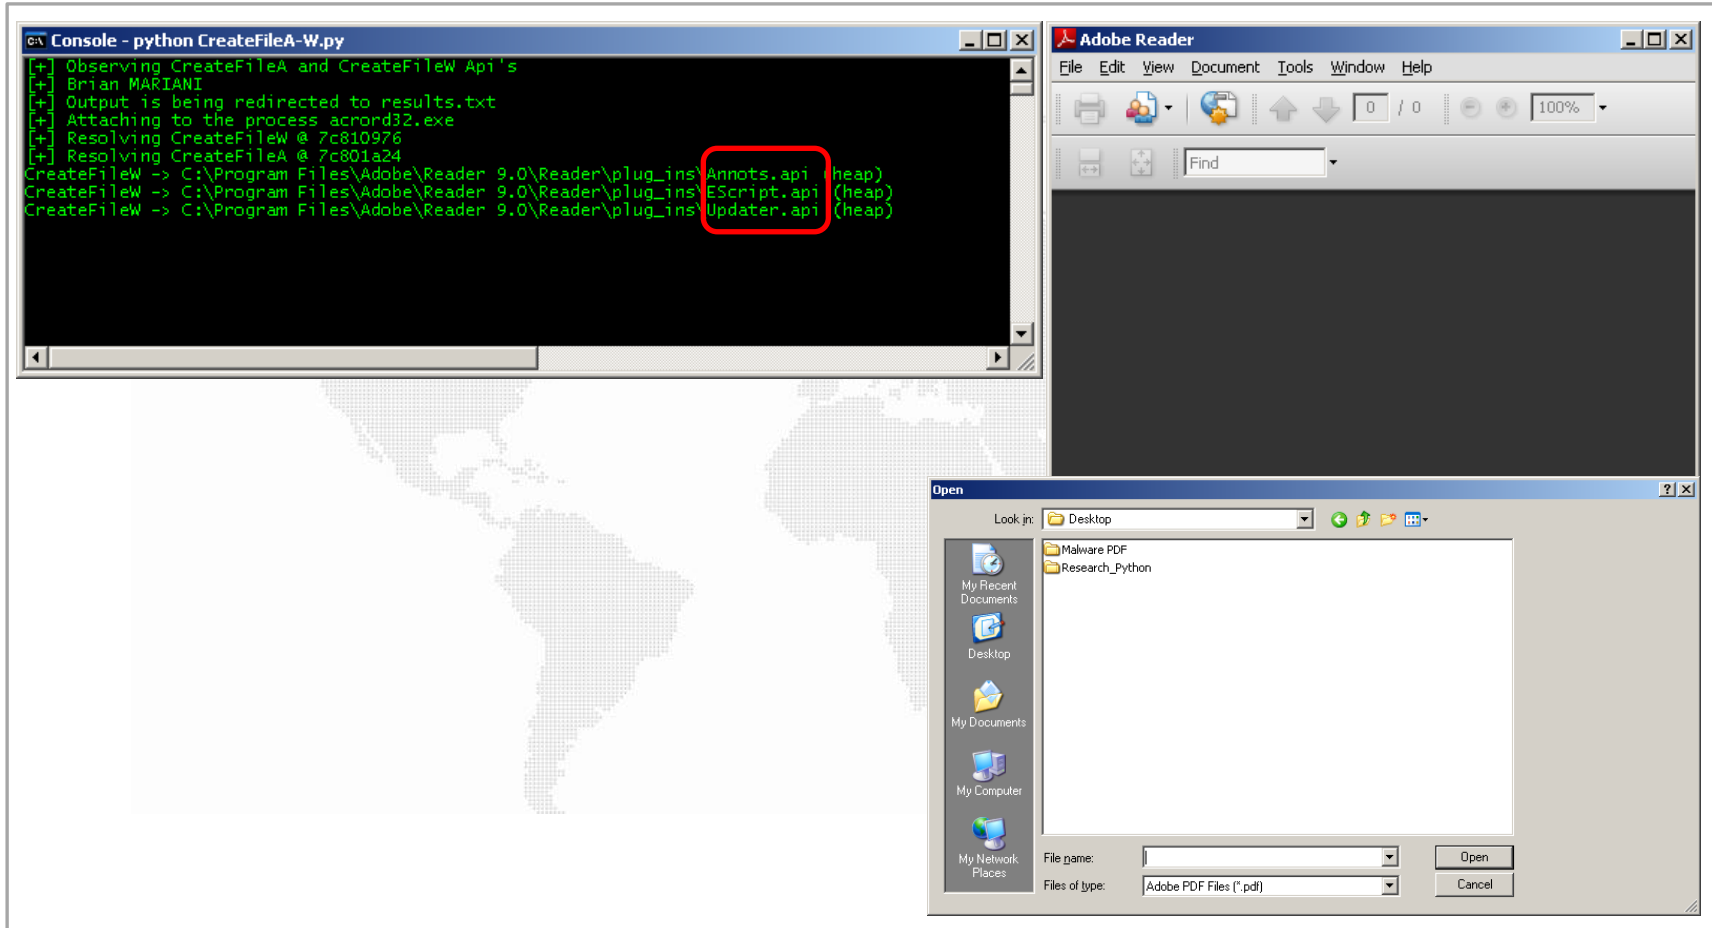 Console - python CreateFileA-W.py
[+] Observing CreateFileA and CreateFileW Api's
[+] Brian MARIANI
[+] Output is being redirected to results.txt
[+] Attaching to the process acrord32.exe
[+] Resolving CreateFileW @ 7c810976
[+] Resolving CreateFileA @ 7c801a24
CreateFileW -> C:\Program Files\Adobe\Reader 9.0\Reader\plug_ins\Annots.api (heap)
CreateFileW -> C:\Program Files\Adobe\Reader 9.0\Reader\plug_ins\EScript.api (heap)
CreateFileW -> C:\Program Files\Adobe\Reader 9.0\Reader\plug_ins\Updater.api (heap)
Adobe Reader
File Edit View Document Tools Window Help
0 / 0 100%
Find
Open
Look in: Desktop
Malware PDF
Research_Python
My Recent
Documents
Desktop
My Documents
My Computer
My Network
Places
File name: Open
Files of type: Adobe PDF Files (*.pdf) Cancel